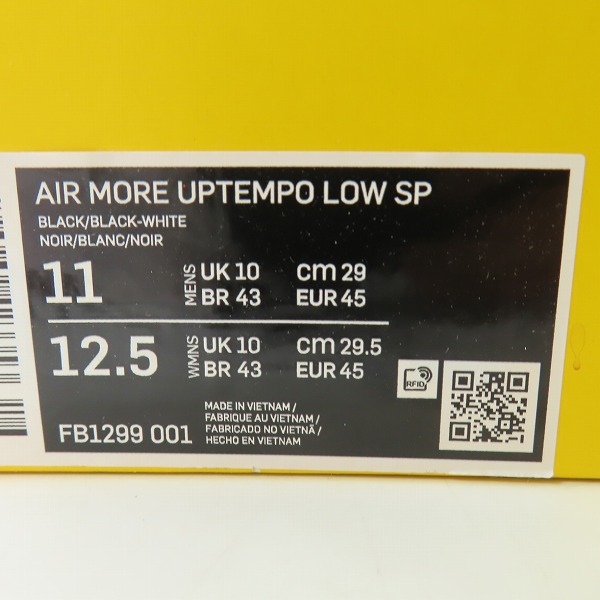 AIR MORE UPTEMPO LOW SP
BLACK/BLACK-WHITE
NOIR/BLANC/NOIR
11 MENS UK 10 cm 29
BR 43 EUR 45
12.5 WMNS UK 10 cm 29.5
BR 43 EUR 45
FB1299 001
MADE IN VIETNAM /
FABRIQUE AU VIETNAM /
FABRICADO NO VIETNÃ /
HECHO EN VIETNAM
RFID